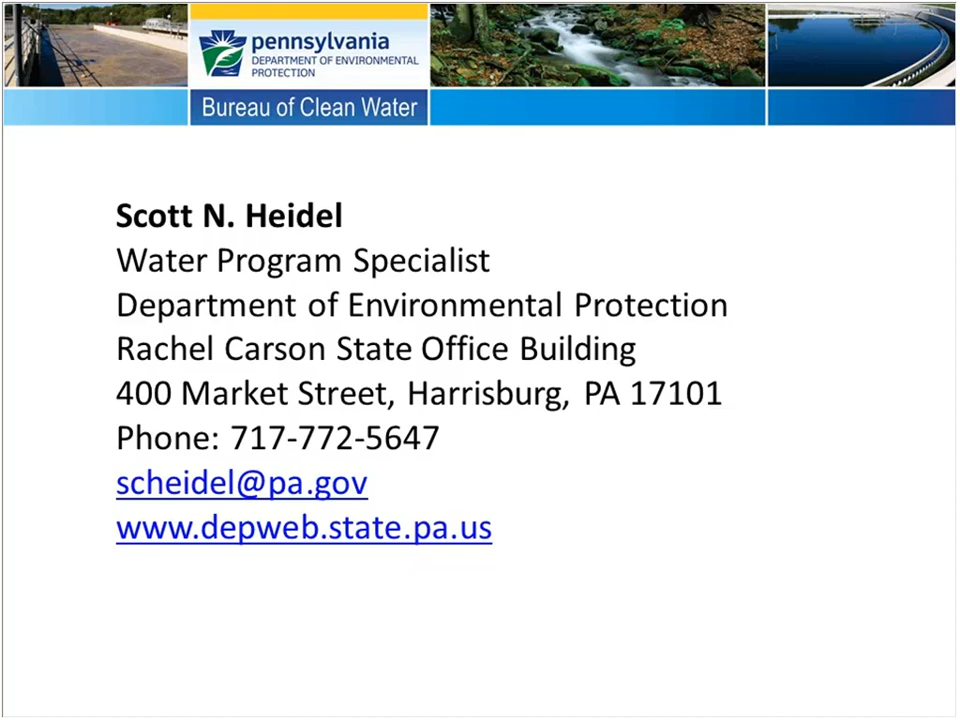 pennsylvania
DEPARTMENT OF ENVIRONMENTAL
PROTECTION
Bureau of Clean Water
Scott N. Heidel
Water Program Specialist
Department of Environmental Protection
Rachel Carson State Office Building
400 Market Street, Harrisburg, PA 17101
Phone: 717-772-5647
scheidel@pa.gov
www.depweb.state.pa.us